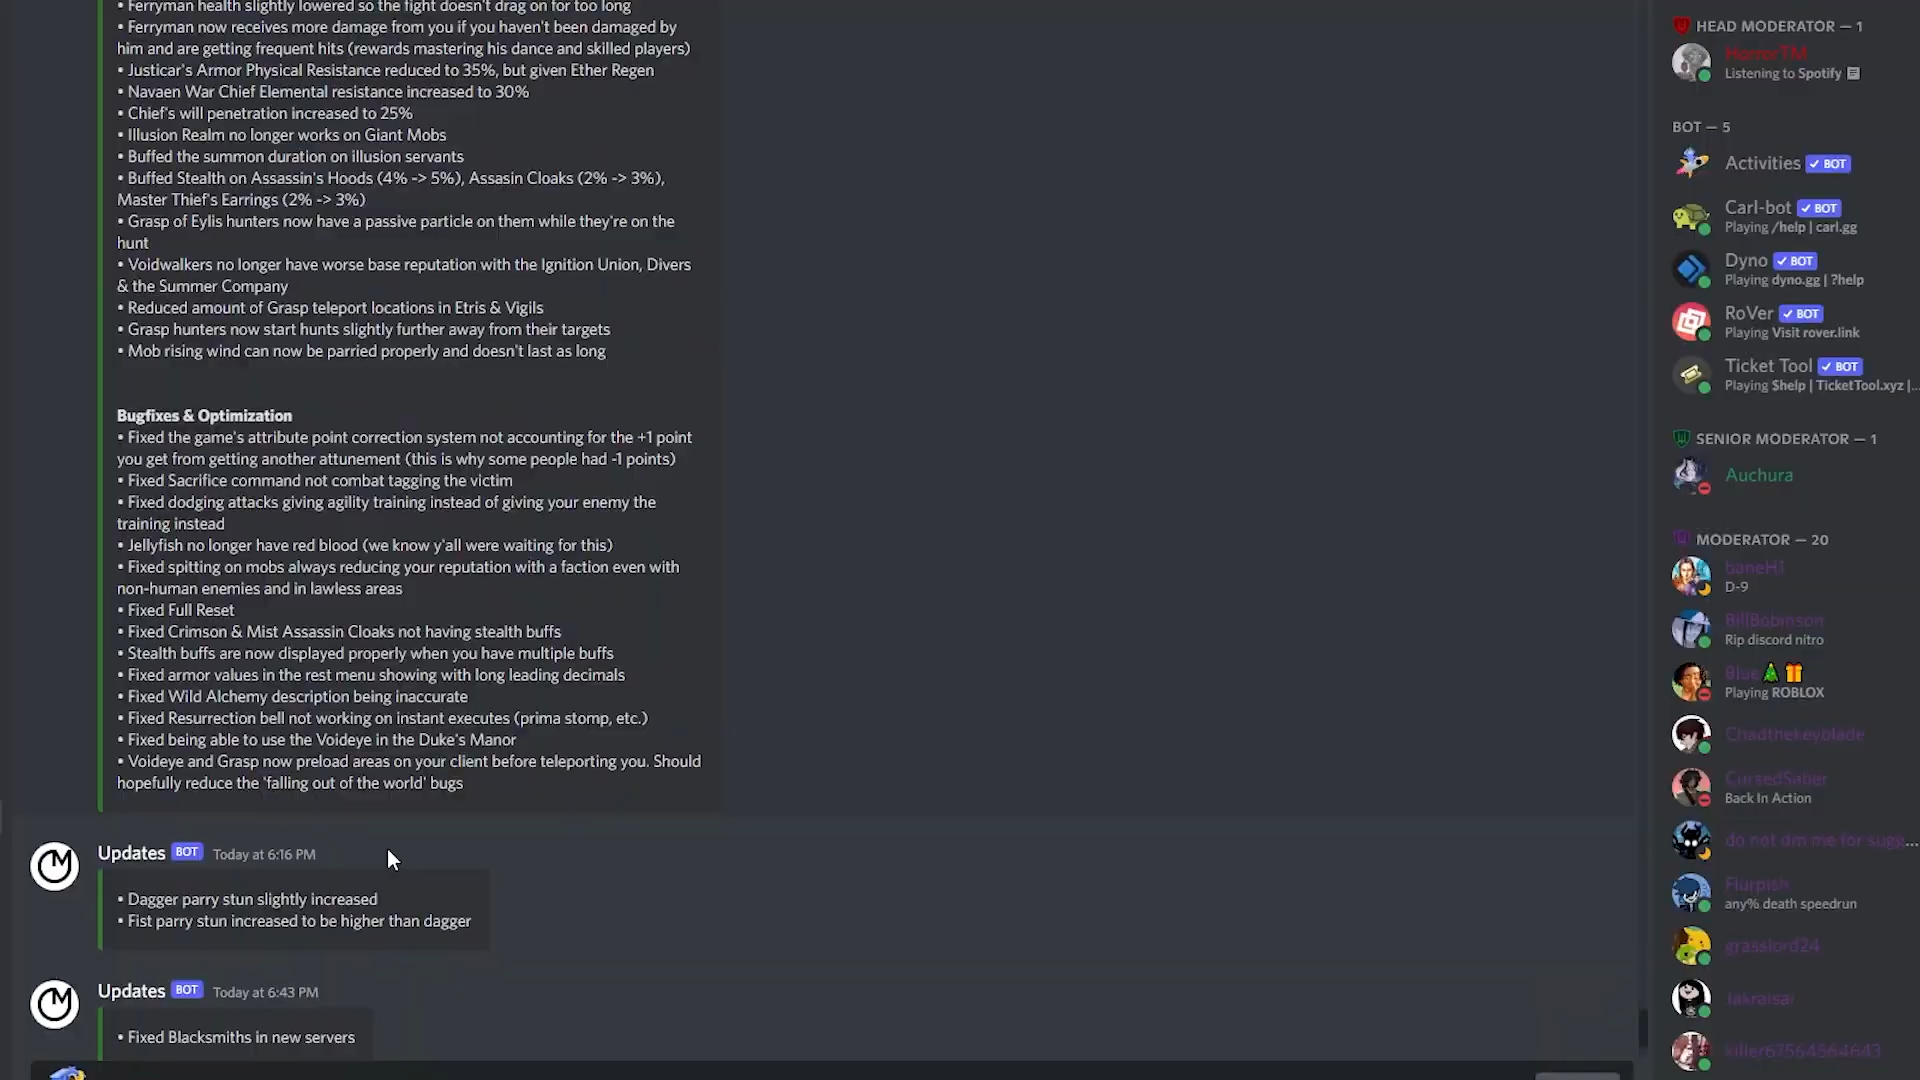 • Ferryman health slightly lowered so the fight doesn't drag on for too long
• Ferryman now receives more damage from you if you haven't been damaged by
him and are getting frequent hits (rewards mastering his dance and skilled players)
• Justicar's Armor Physical Resistance reduced to 35%, but given Ether Regen
• Navaen War Chief Elemental resistance increased to 30%
• Chief's will penetration increased to 25%
• Illusion Realm no longer works on Giant Mobs
• Buffed the summon duration on illusion servants
• Buffed Stealth on Assassin's Hoods (4% -> 5%), Assasin Cloaks (2% -> 3%),
Master Thief's Earrings (2% -> 3%)
• Grasp of Eylis hunters now have a passive particle on them while they're on the
hunt
• Voidwalkers no longer have worse base reputation with the Ignition Union, Divers
& the Summer Company
• Reduced amount of Grasp teleport locations in Etris & Vigils
• Grasp hunters now start hunts slightly further away from their targets
• Mob rising wind can now be parried properly and doesn't last as long
Bugfixes & Optimization
• Fixed the game's attribute point correction system not accounting for the +1 point
you get from getting another attunement (this is why some people had -1 points)
• Fixed Sacrifice command not combat tagging the victim
• Fixed dodging attacks giving agility training instead of giving your enemy the
training instead
• Jellyfish no longer have red blood (we know y'all were waiting for this)
• Fixed spitting on mobs always reducing your reputation with a faction even with
non-human enemies and in lawless areas
• Fixed Full Reset
• Fixed Crimson & Mist Assassin Cloaks not having stealth buffs
• Stealth buffs are now displayed properly when you have multiple buffs
• Fixed armor values in the rest menu showing with long leading decimals
• Fixed Wild Alchemy description being inaccurate
• Fixed Resurrection bell not working on instant executes (prima stomp, etc.)
• Fixed being able to use the Voideye in the Duke's Manor
• Voideye and Grasp now preload areas on your client before teleporting you. Should
hopefully reduce the 'falling out of the world' bugs
Updates BOT Today at 6:16 PM
• Dagger parry stun slightly increased
• Fist parry stun increased to be higher than dagger
Updates BOT Today at 6:43 PM
• Fixed Blacksmiths in new servers
HEAD MODERATOR — 1
HorrorTM
Listening to Spotify
BOT — 5
Activities ✓ BOT
Carl-bot ✓ BOT
Playing /help | carl.gg
Dyno ✓ BOT
Playing dyno.gg | ?help
RoVer ✓ BOT
Playing Visit rover.link
Ticket Tool ✓ BOT
Playing $help | TicketTool.xyz |...
SENIOR MODERATOR — 1
Auchura
MODERATOR — 20
baneH1
D-9
BillBobinson
Rip discord nitro
Blue
Playing ROBLOX
Chadthekeyblade
CursedSaber
Back In Action
do not dm me for sugg...
Flurpish
any% death speedrun
grasslord24
Jakraisai
killer67564564643